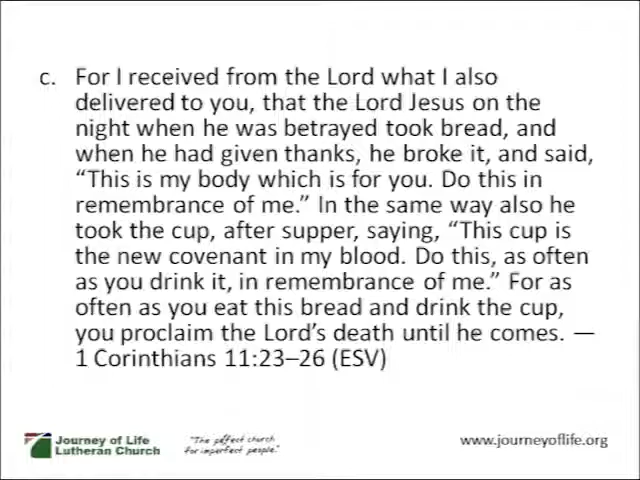 c. For I received from the Lord what I also
delivered to you, that the Lord Jesus on the
night when he was betrayed took bread, and
when he had given thanks, he broke it, and said,
“This is my body which is for you. Do this in
remembrance of me.” In the same way also he
took the cup, after supper, saying, “This cup is
the new covenant in my blood. Do this, as often
as you drink it, in remembrance of me.” For as
often as you eat this bread and drink the cup,
you proclaim the Lord’s death until he comes. —
1 Corinthians 11:23–26 (ESV)
Journey of Life
Lutheran Church
"The perfect church
for imperfect people."
www.journeyoflife.org